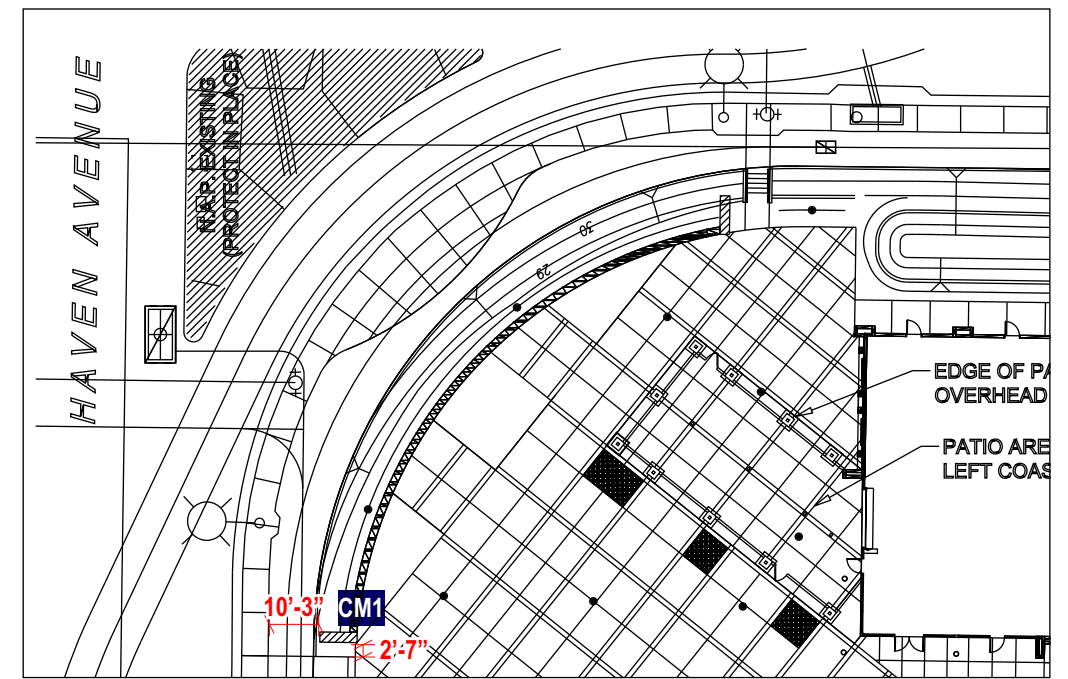 HAVEN AVENUE
N.A.P. EXISTING
(PROTECT IN PLACE)
30
29
EDGE OF PA
OVERHEAD
PATIO ARE
LEFT COAS
10'-3"
CM1
2'-7"